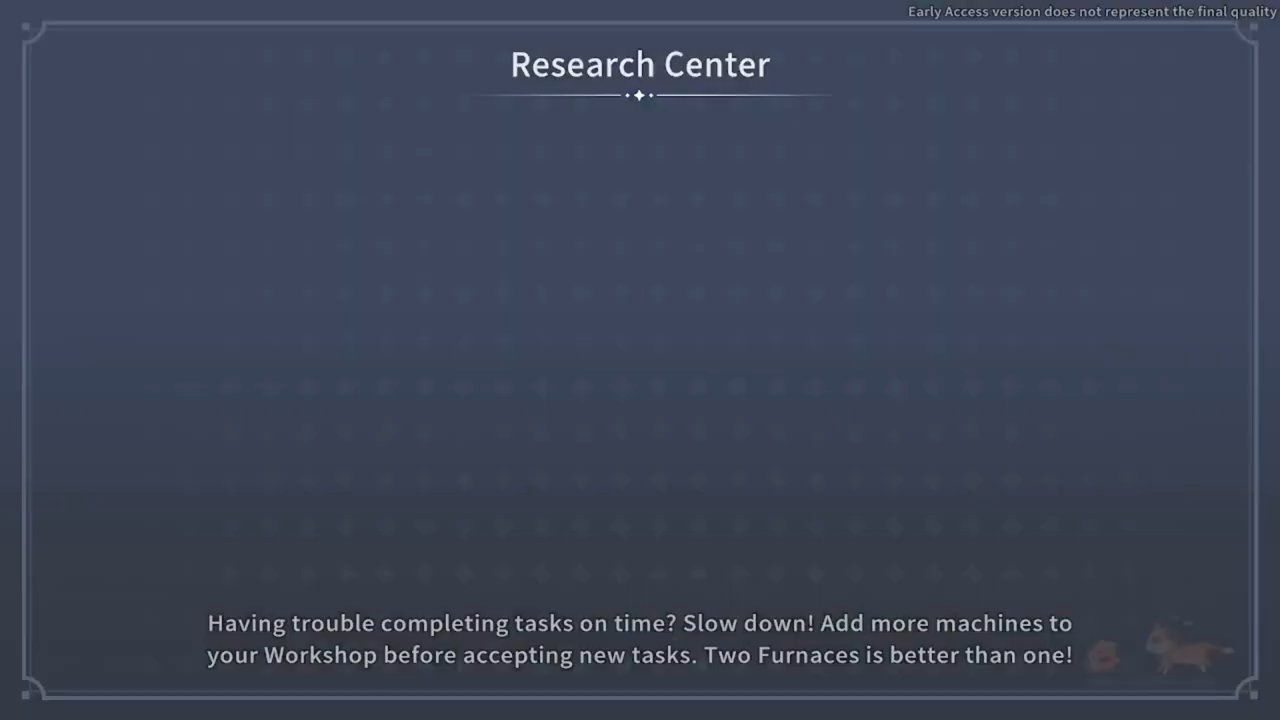 Early Access version does not represent the final quality
Research Center
Having trouble completing tasks on time? Slow down! Add more machines to
your Workshop before accepting new tasks. Two Furnaces is better than one!